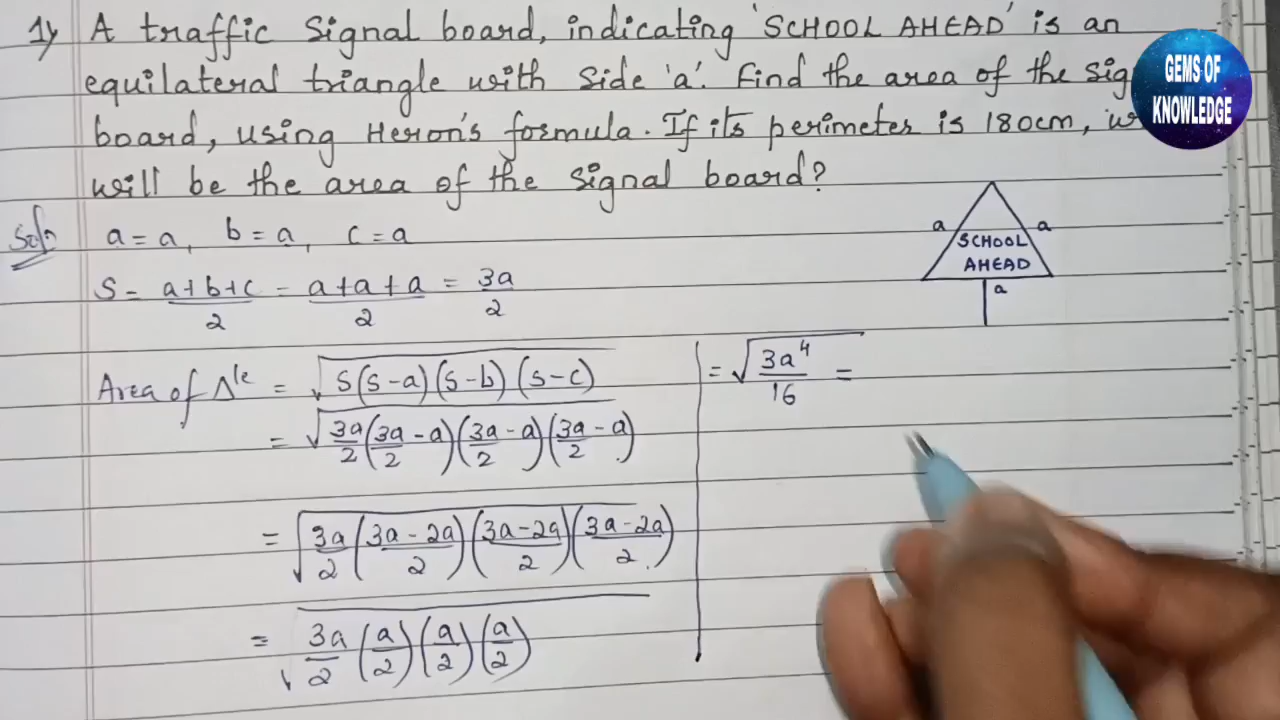 1) A traffic Signal board, indicating 'SCHOOL AHEAD' is an
equilateral triangle with side 'a'. Find the area of the
board, using Heron's formula. If its perimeter is 180cm,
will be the area of the signal board?
GEMS OF
KNOWLEDGE
Soln a = a, b = a, c = a
S = a+b+c/2 = a+a+a/2 = 3a/2
a
a
SCHOOL
AHEAD
a
Area of Δle = √S(S-a)(S-b)(S-c)
= √3a/2(3a/2-a)(3a/2-a)(3a/2-a)
= √3a/2(3a-2a/2)(3a-2a/2)(3a-2a/2)
= √3a/2(a/2)(a/2)(a/2)
= √3a⁴/16 =